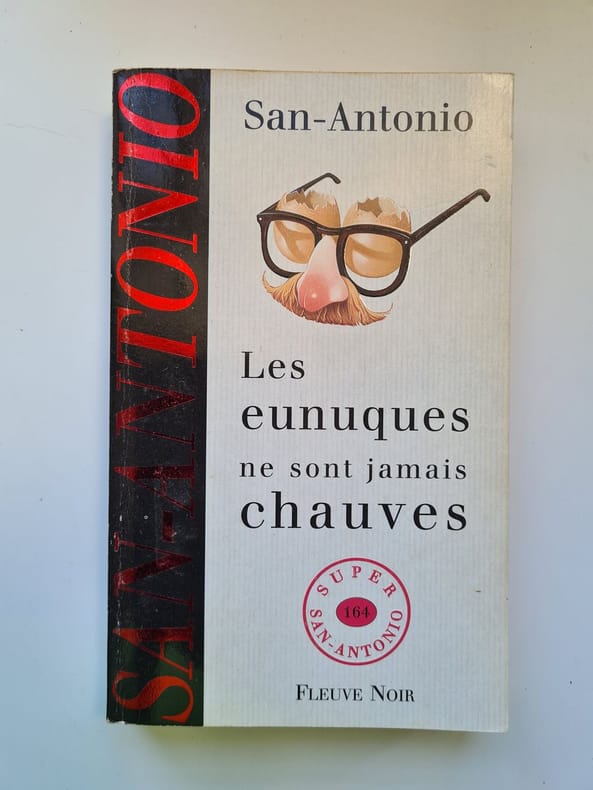 SAN-ANTONIO
San-Antonio
Les
eunuques
ne sont jamais
chauves
SUPER
164
SAN-ANTONIO
FLEUVE NOIR